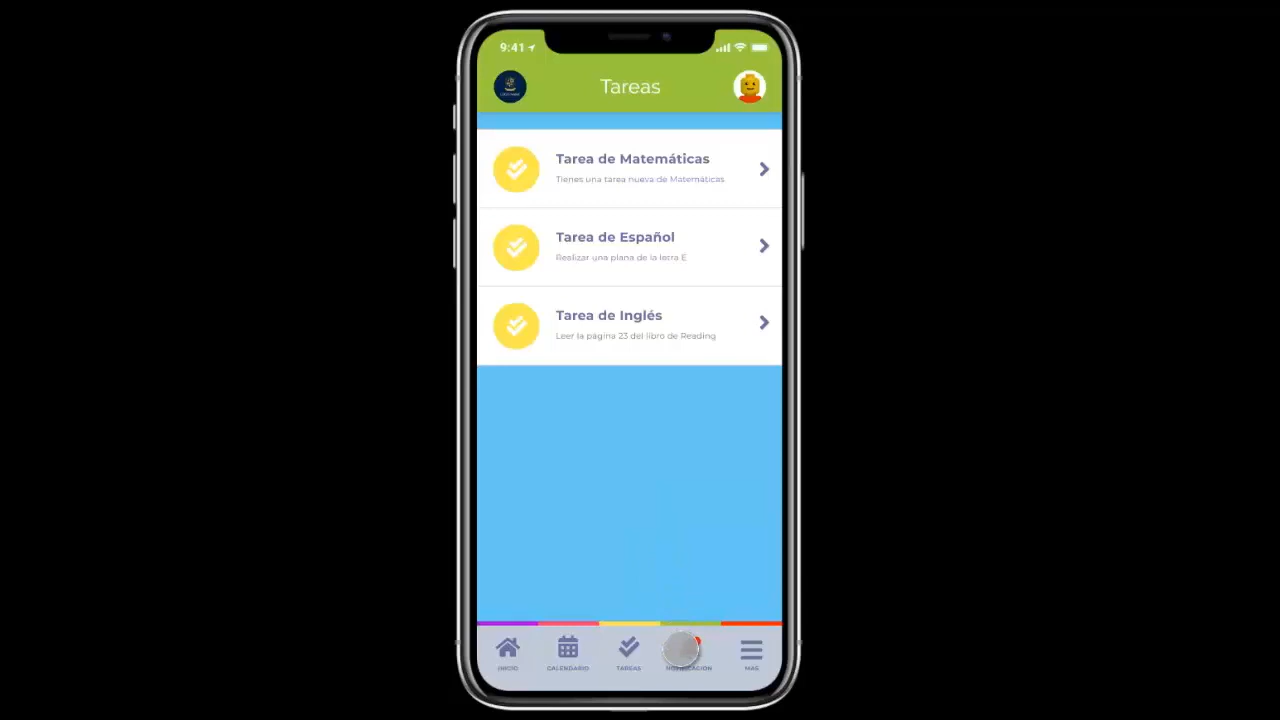 9:41
Tareas
Tarea de Matemáticas
Tienes una tarea nueva de Matemáticas
Tarea de Español
Realizar una plana de la letra E
Tarea de Inglés
Leer la página 23 del libro de Reading
INICIO
CALENDARIO
TAREAS
NOTIFICACIÓN
MAS